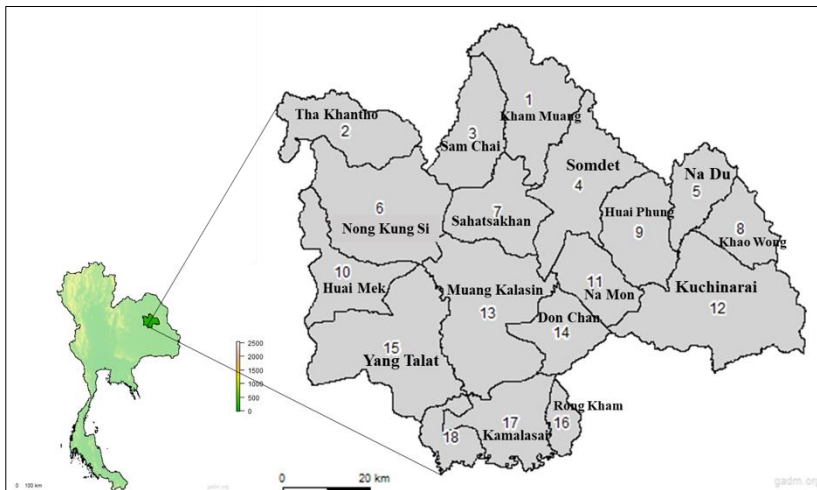 1
Kham Muang
Tha Khantho
2
3
Sam Chai
Somdet
4
Na Du
5
6
Nong Kung Si
7
Sahatsakhan
Huai Phung
9
8
Khao Wong
10
Huai Mek
Muang Kalasin
13
11
Na Mon
Kuchinarai
12
Don Chan
14
15
Yang Talat
Rong Kham
16
17
Kamalasai
18
2500
2000
1500
1000
500
0
0 100 km
gadm.org
0 20 km
gadm.org